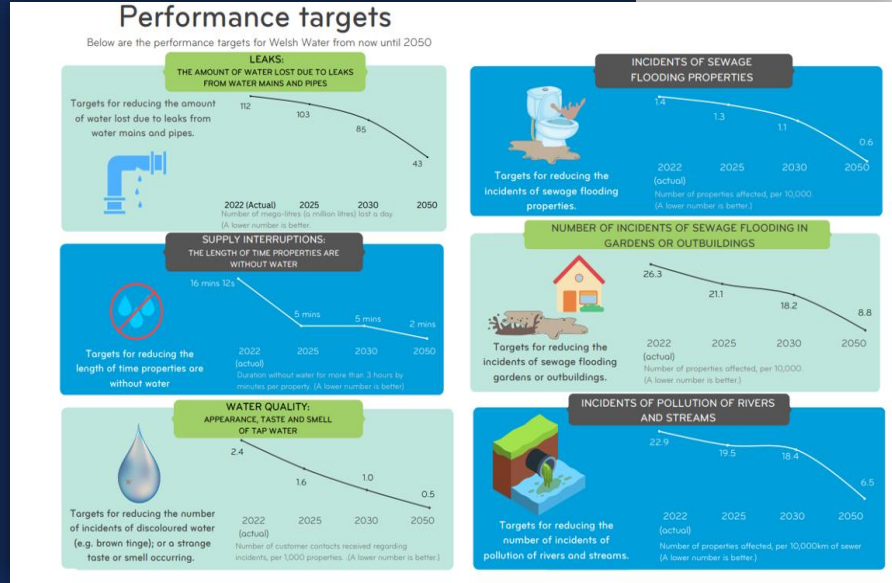 Performance targets
Below are the performance targets for Welsh Water from now until 2050
LEAKS:
THE AMOUNT OF WATER LOST DUE TO LEAKS
FROM WATER MAINS AND PIPES
Targets for reducing the amount
of water lost due to leaks from
water mains and pipes.
112
103
85
43
2022 (Actual) 2025 2030 2050
Number of mega-litres (a million litres) lost a day.
(A lower number is better.
SUPPLY INTERRUPTIONS:
THE LENGTH OF TIME PROPERTIES ARE
WITHOUT WATER
16 mins 12s
5 mins
5 mins
2 mins
Targets for reducing the
length of time properties are
without water
2022 2025 2030 2050
(actual)
Duration without water for more than 3 hours by
minutes per property. (A lower number is better)
WATER QUALITY:
APPEARANCE, TASTE AND SMELL
OF TAP WATER
2.4
1.6
1.0
0.5
Targets for reducing the number
of incidents of discoloured water
(e.g. brown tinge); or a strange
taste or smell occurring.
2022 2025 2030 2050
(actual)
Number of customer contacts received regarding
incidents, per 1,000 properties. (A lower number is better.)
INCIDENTS OF SEWAGE
FLOODING PROPERTIES
1.4
1.3
1.1
0.6
Targets for reducing the
incidents of sewage flooding
properties.
2022 2025 2030 2050
(actual)
Number of properties affected, per 10,000.
(A lower number is better.)
NUMBER OF INCIDENTS OF SEWAGE FLOODING IN
GARDENS OR OUTBUILDINGS
26.3
21.1
18.2
8.8
Targets for reducing the
incidents of sewage flooding
gardens or outbuildings.
2022 2025 2030 2050
(actual)
Number of properties affected, per 10,000.
(A lower number is better.)
INCIDENTS OF POLLUTION OF RIVERS
AND STREAMS
22.9
19.5
18.4
6.5
Targets for reducing the
number of incidents of
pollution of rivers and streams.
2022 2025 2030 2050
(actual)
Number of properties affected, per 10,000km of sewer
(A lower number is better.)